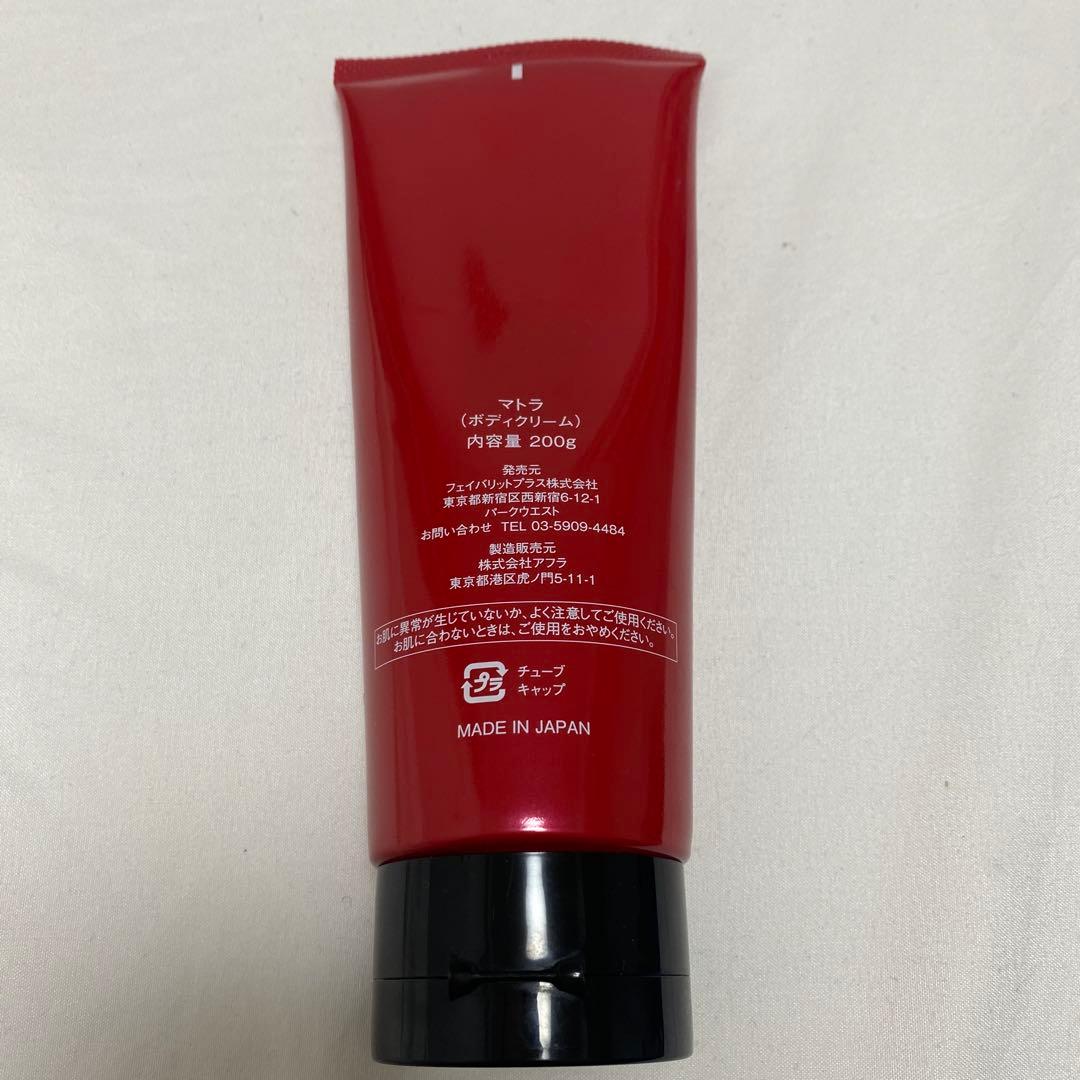 マトラ
（ボディクリーム）
内容量 200g
発売元
フェイバリットプラス株式会社
東京都新宿区西新宿6-12-1
パークウエスト
お問い合わせ TEL 03-5909-4484
製造販売元
株式会社アフラ
東京都港区虎ノ門5-11-1
お肌に異常が生じていないか、よく注意してご使用ください。
お肌に合わないときは、ご使用をおやめください。
プラ
チューブ
キャップ
MADE IN JAPAN